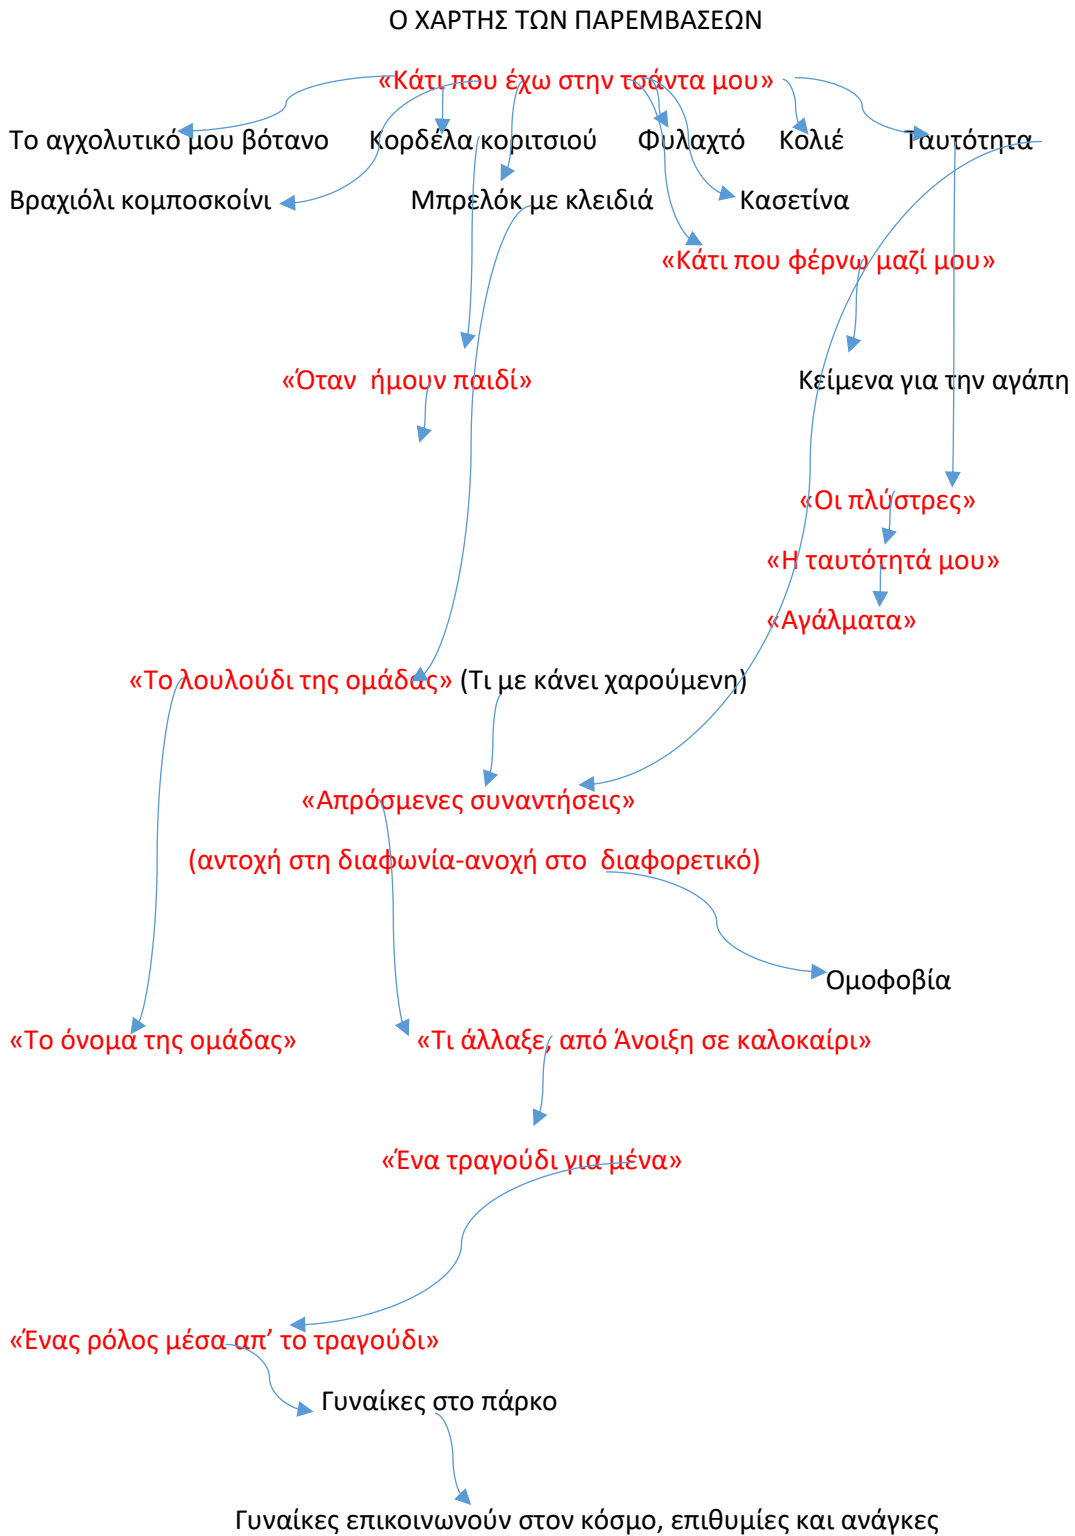 Ο ΧΑΡΤΗΣ ΤΩΝ ΠΑΡΕΜΒΑΣΕΩΝ
«Κάτι που έχω στην τσάντα μου»
Το αγχολυτικό μου βότανο Κορδέλα κοριτσιού Φυλαχτό Κολιέ Ταυτότητα
Βραχιόλι κομποσκοίνι Μπρελόκ με κλειδιά Κασετίνα
«Κάτι που φέρνω μαζί μου»
«Όταν ήμουν παιδί» Κείμενα για την αγάπη
«Οι πλύστρες»
«Η ταυτότητά μου»
«Αγάλματα»
«Το λουλούδι της ομάδας» (Τι με κάνει χαρούμενη)
«Απρόσμενες συναντήσεις»
(αντοχή στη διαφωνία-ανοχή στο διαφορετικό)
Ομοφοβία
«Το όνομα της ομάδας» «Τι άλλαξε, από Άνοιξη σε καλοκαίρι»
«Ένα τραγούδι για μένα»
«Ένας ρόλος μέσα απ’ το τραγούδι»
Γυναίκες στο πάρκο
Γυναίκες επικοινωνούν στον κόσμο, επιθυμίες και ανάγκες